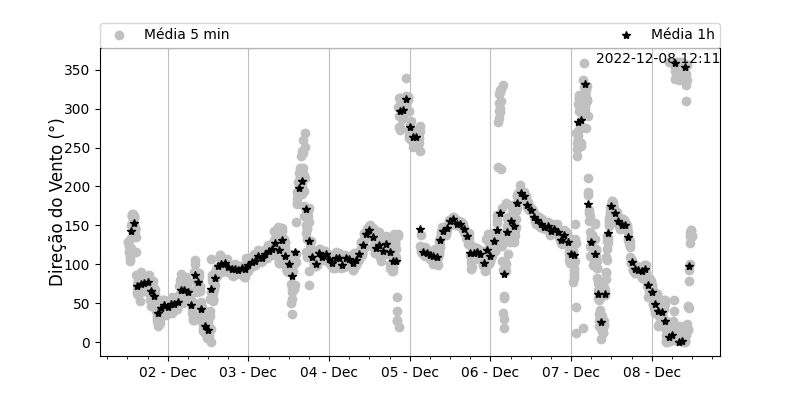 Média 5 min
Média 1h
2022-12-08 12:11
Direção do Vento (°)
350
300
250
200
150
100
50
0
02 - Dec
03 - Dec
04 - Dec
05 - Dec
06 - Dec
07 - Dec
08 - Dec